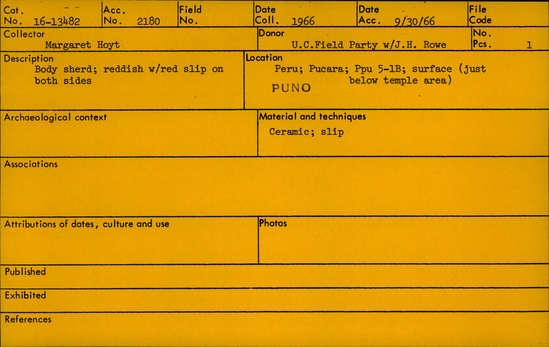 Cat. No. 16-13482 Acc. No. 2180 Field No. Date Coll. 1966 Date Acc. 9/30/66 File Code
Collector Margaret Hoyt Donor U.C.Field Party w/J.H. Rowe No. Pcs. 1
Description Body sherd; reddish w/red slip on both sides
Location Peru; Pucara; Ppu 5-1B; surface (just below temple area)
PUNO
Archaeological context
Material and techniques Ceramic; slip
Associations
Attributions of dates, culture and use
Photos
Published
Exhibited
References